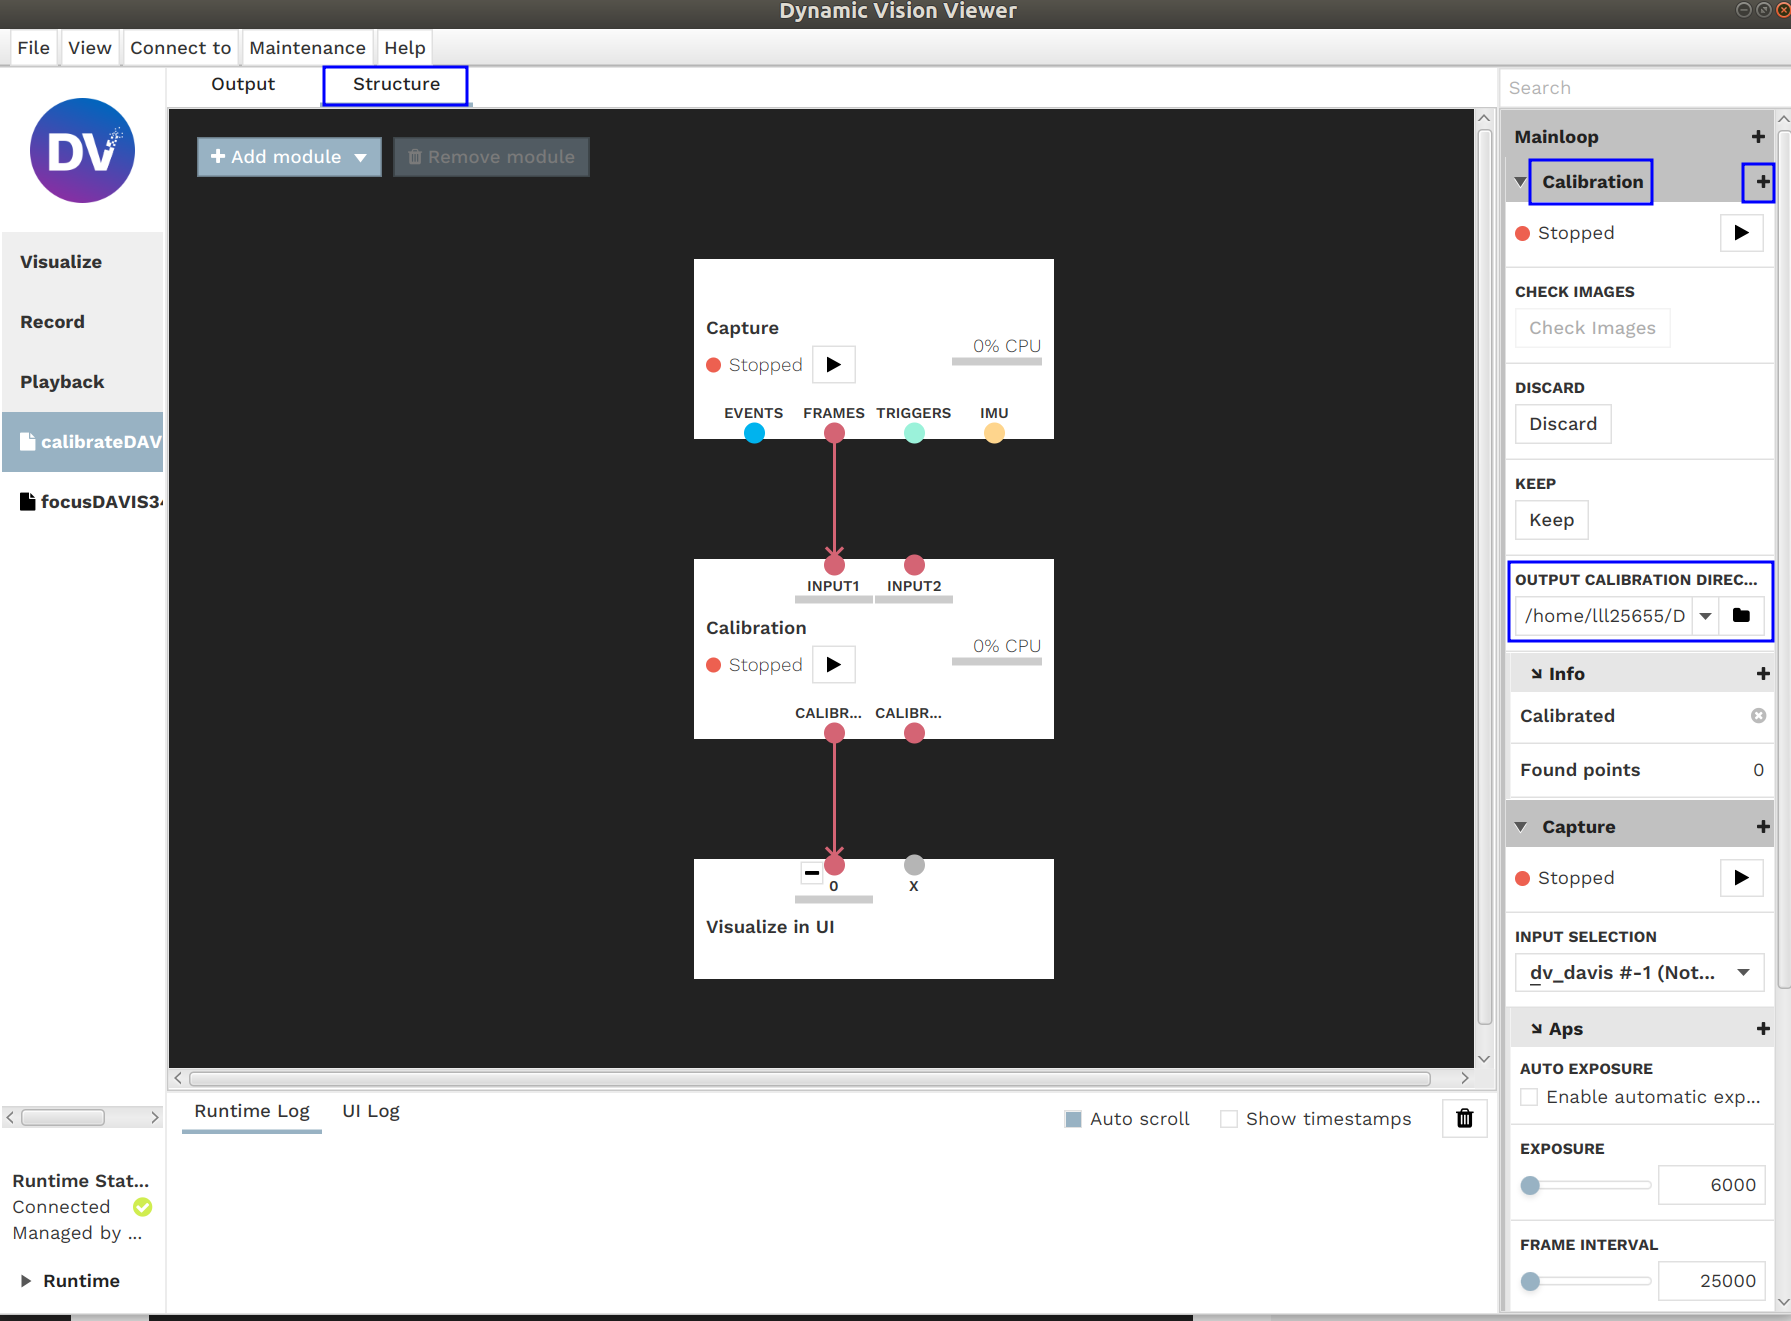 Dynamic Vision Viewer
File View Connect to Maintenance Help
Output Structure
Search
DV
Visualize
Record
Playback
calibrateDAV
focusDAVIS34
Runtime Stat...
Connected
Managed by ...
Runtime
Add module Remove module
Capture
Stopped 0% CPU
EVENTS FRAMES TRIGGERS IMU
INPUT1 INPUT2
Calibration
Stopped 0% CPU
CALIBR... CALIBR...
0 X
Visualize in UI
Runtime Log UI Log Auto scroll Show timestamps
Mainloop
Calibration
Stopped
CHECK IMAGES
Check Images
DISCARD
Discard
KEEP
Keep
OUTPUT CALIBRATION DIREC...
/home/lll25655/D
Info
Calibrated
Found points 0
Capture
Stopped
INPUT SELECTION
dv_davis #-1 (Not...
Aps
AUTO EXPOSURE
Enable automatic exp...
EXPOSURE
6000
FRAME INTERVAL
25000